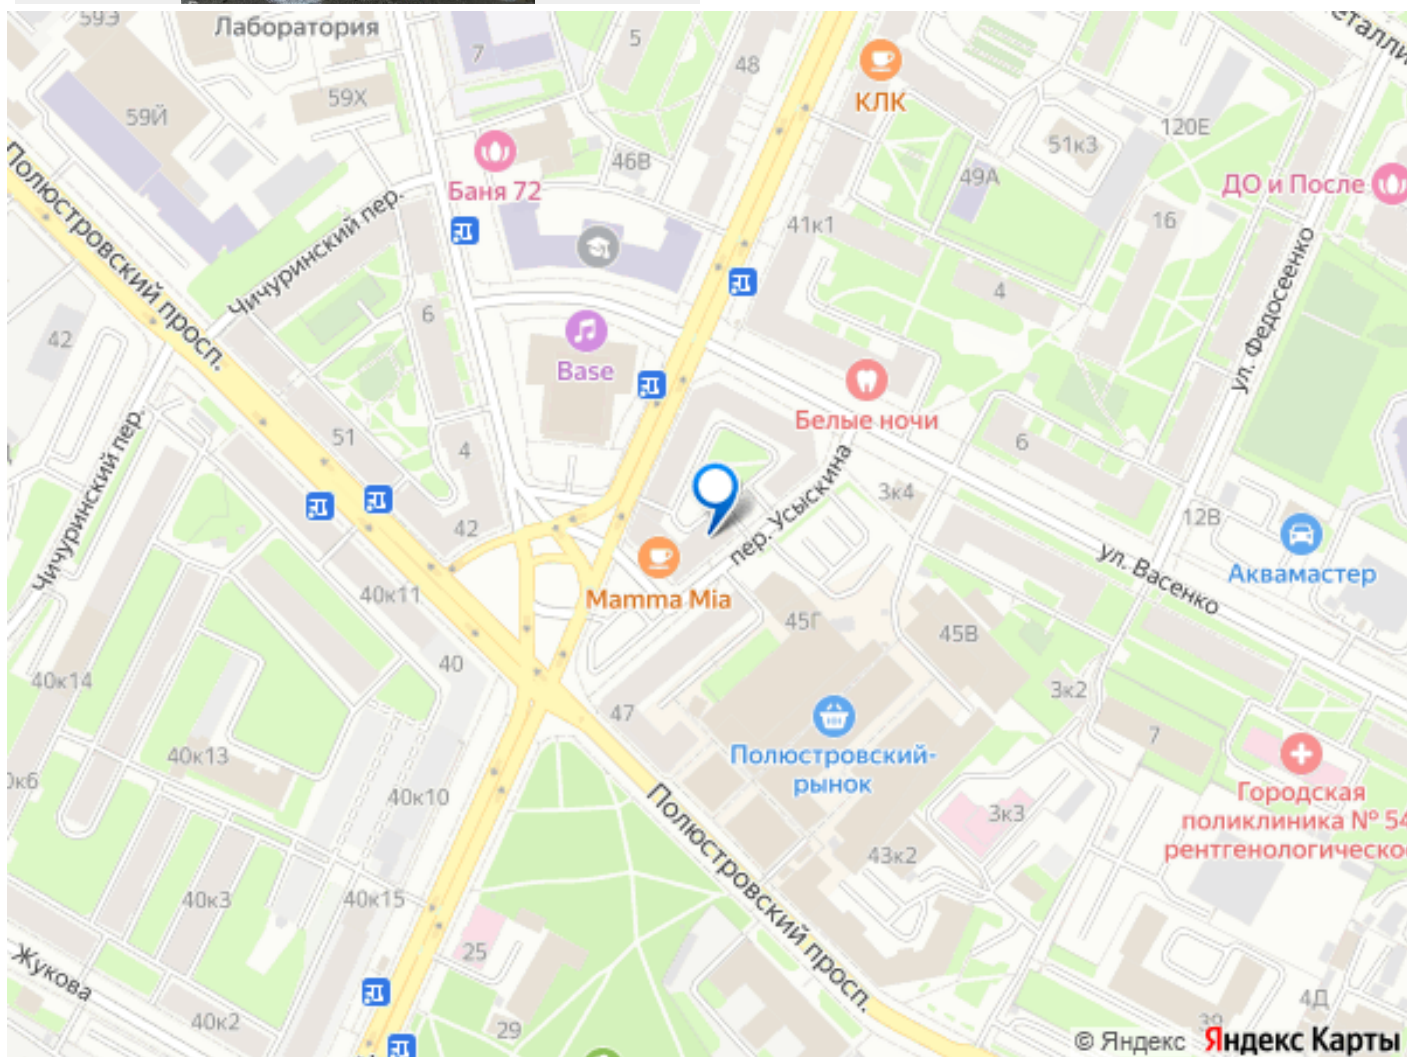 59Э
Лаборатория
7
5
48
КЛК
59Х
59Й
51к3
120Е
Баня 72
46В
49А
ДО и После
Полюстровский просп.
Чичуринский пер.
41к1
16
ул. Федосеенко
4
6
42
Base
Белые ночи
51
4
6
Чичуринский пер.
3к4
пер. Усыскина
12В
42
ул. Васенко
Аквамастер
Mamma Mia
40к11
45Г
45В
40
40к14
3к2
47
7
40к13
Полюстровский-
рынок
40к10
Городская
поликлиника № 54
3к3
рентгенологическо
43к2
Полюстровский просп.
40к3
40к15
25
Жукова
4Д
40к2
29
© Яндекс Яндекс Карты